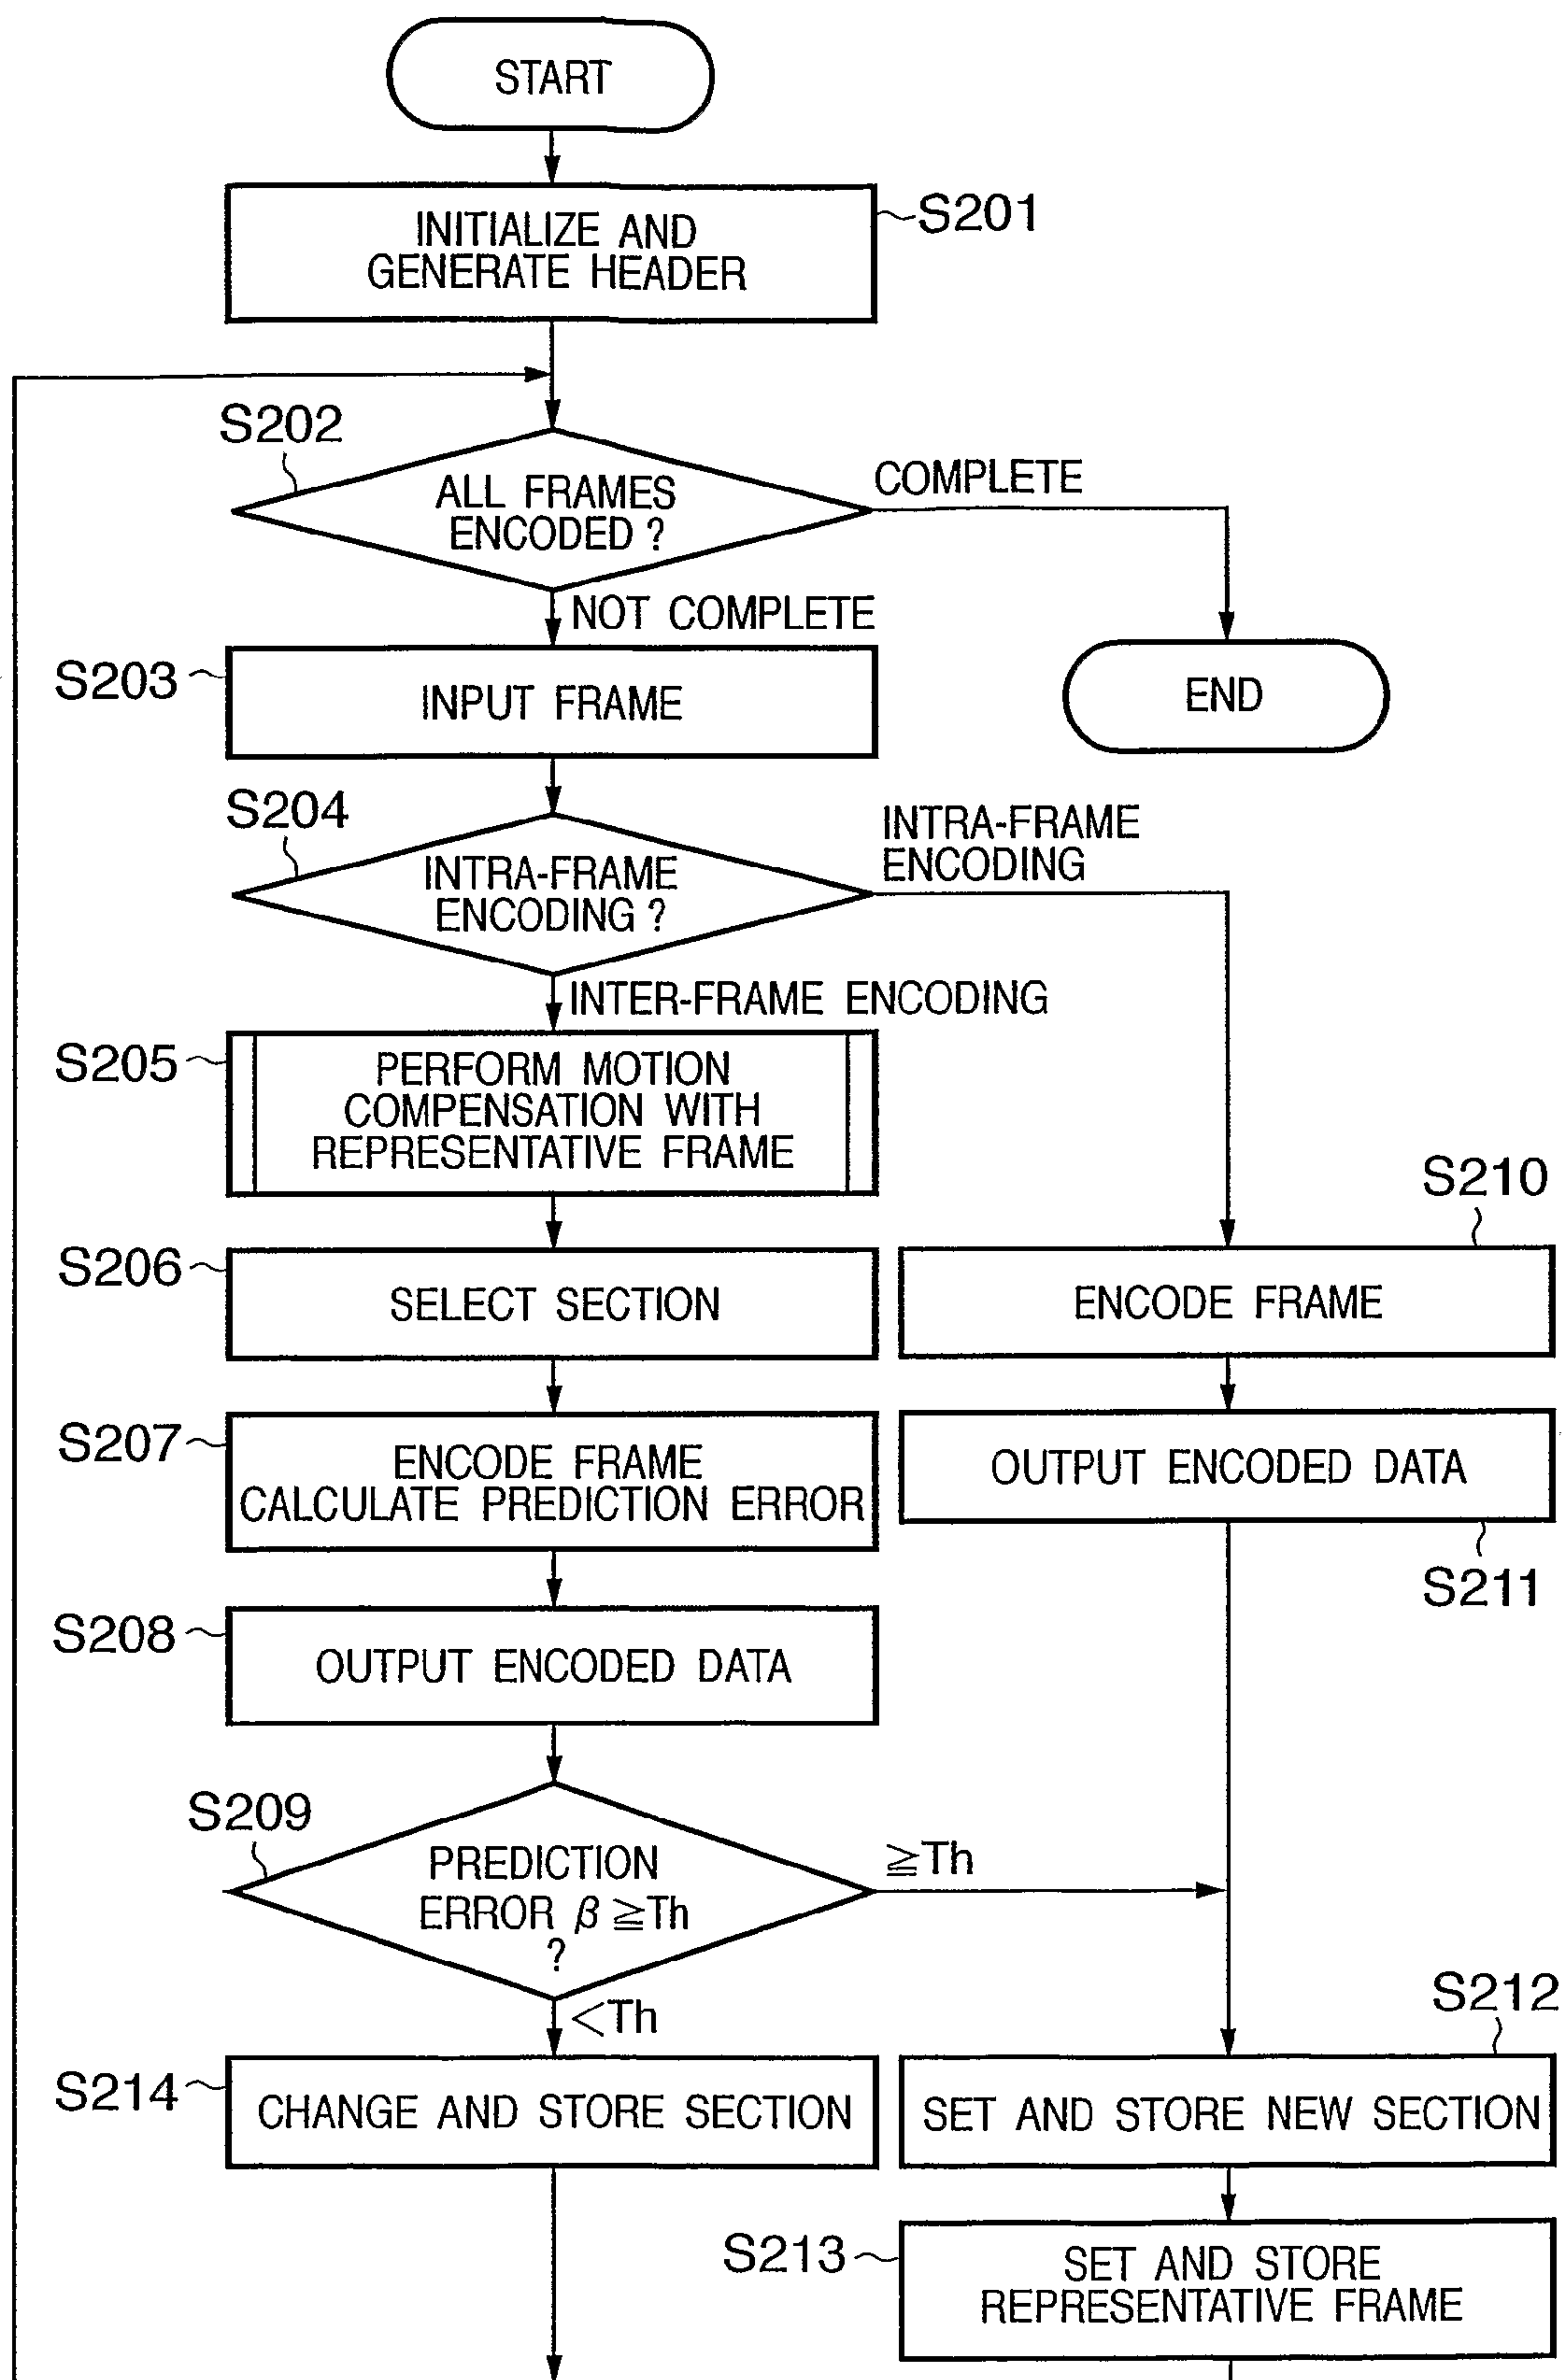 START
INITIALIZE AND
GENERATE HEADER
S201
S202
ALL FRAMES
ENCODED ?
COMPLETE
NOT COMPLETE
S203
INPUT FRAME
END
S204
INTRA-FRAME
ENCODING ?
INTRA-FRAME
ENCODING
INTER-FRAME ENCODING
S205
PERFORM MOTION
COMPENSATION WITH
REPRESENTATIVE FRAME
S206
SELECT SECTION
S210
ENCODE FRAME
S207
ENCODE FRAME
CALCULATE PREDICTION ERROR
OUTPUT ENCODED DATA
S211
S208
OUTPUT ENCODED DATA
S209
PREDICTION
ERROR β ≧Th
?
≧Th
<Th
S212
S214
CHANGE AND STORE SECTION
SET AND STORE NEW SECTION
S213
SET AND STORE
REPRESENTATIVE FRAME